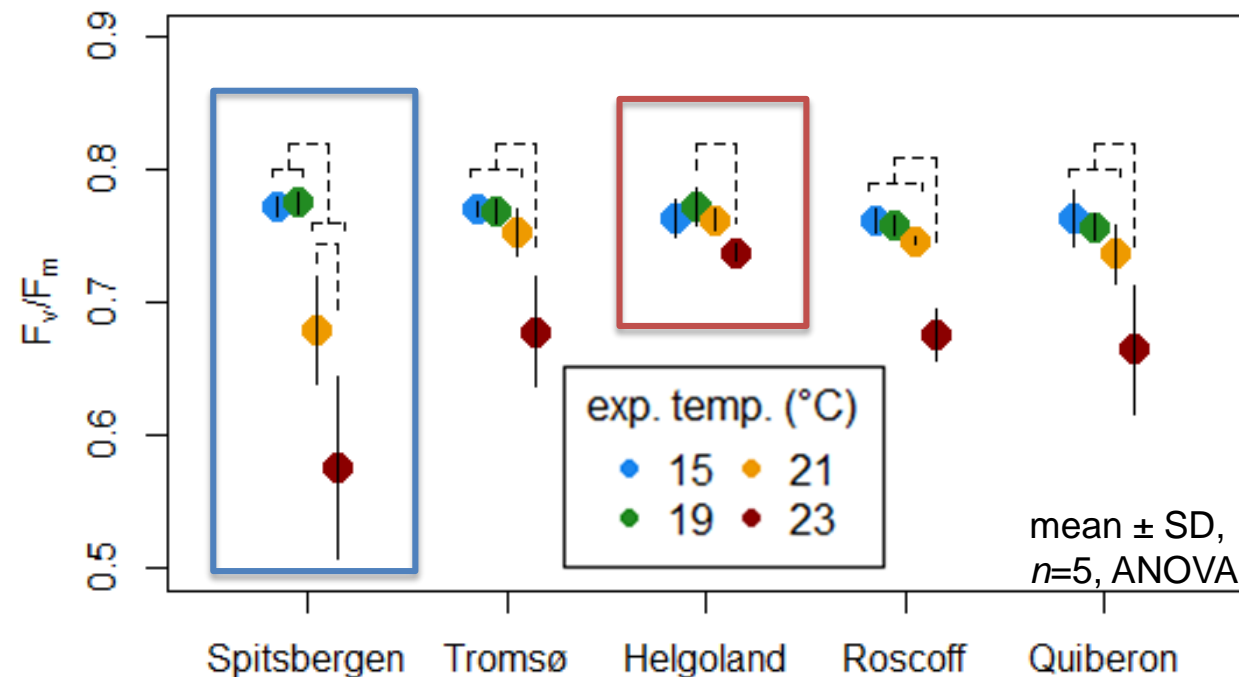 0.9
0.8
0.7
0.6
0.5
Fv/Fm
exp. temp. (°C)
15 21
19 23
mean ± SD,
n=5, ANOVA
Spitsbergen Tromsø Helgoland Roscoff Quiberon